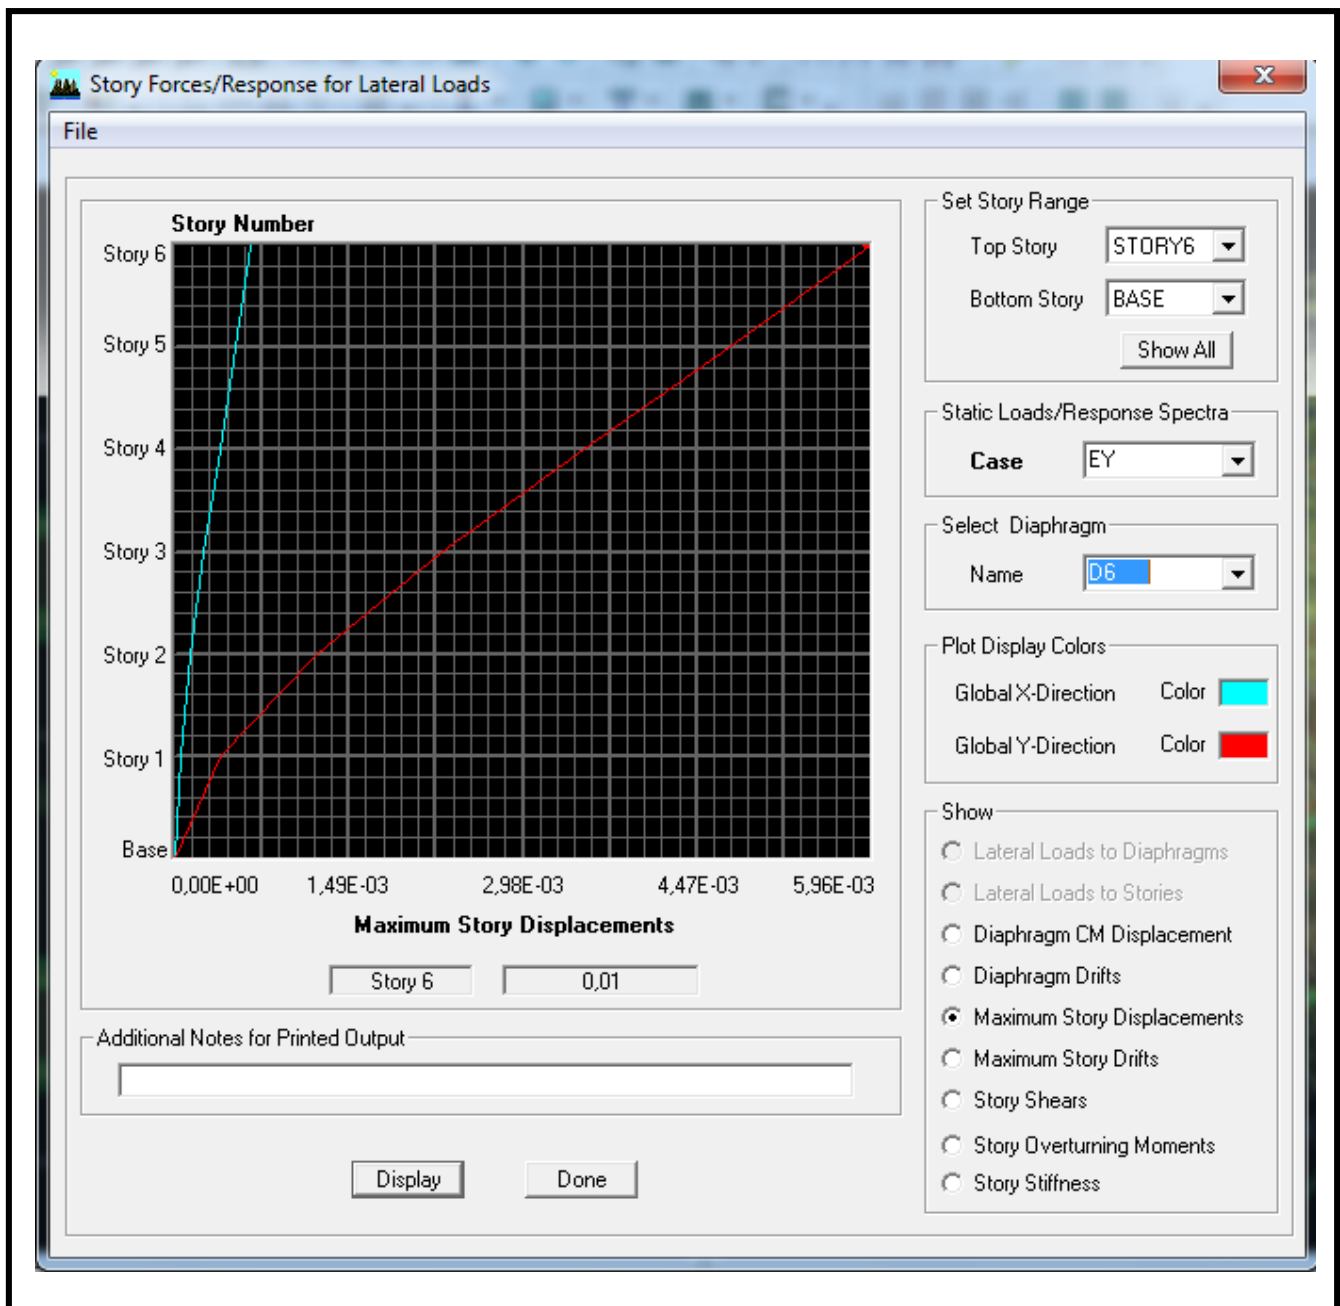 Story Forces/Response for Lateral Loads
File
Story Number
Story 6
Story 5
Story 4
Story 3
Story 2
Story 1
Base
0,00E+00 1,49E-03 2,98E-03 4,47E-03 5,96E-03
Maximum Story Displacements
Story 6 0,01
Additional Notes for Printed Output
Display Done
Set Story Range
Top Story STORY6
Bottom Story BASE
Show All
Static Loads/Response Spectra
Case EY
Select Diaphragm
Name D6
Plot Display Colors
Global X-Direction Color
Global Y-Direction Color
Show
Lateral Loads to Diaphragms
Lateral Loads to Stories
Diaphragm CM Displacement
Diaphragm Drifts
Maximum Story Displacements
Maximum Story Drifts
Story Shears
Story Overturning Moments
Story Stiffness